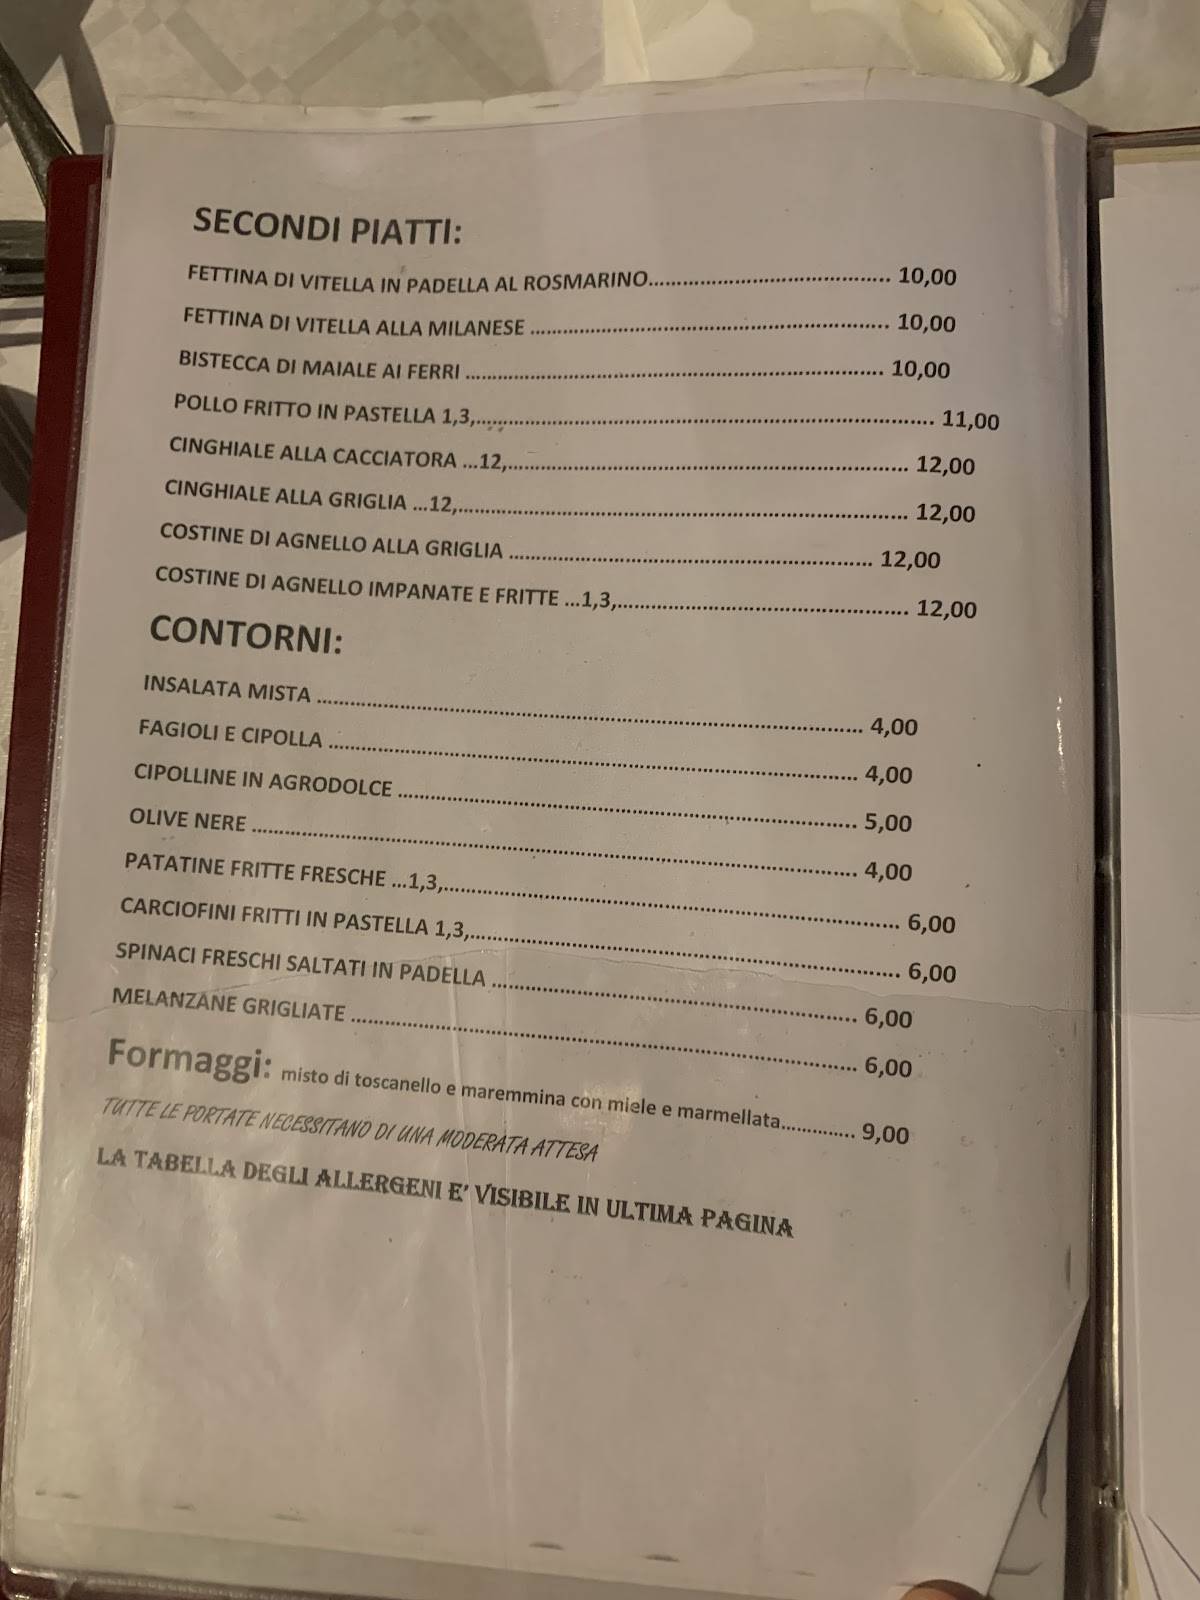 SECONDI PIATTI:
FETTINA DI VITELLA IN PADELLA AL ROSMARINO.................................................. 10,00
FETTINA DI VITELLA ALLA MILANESE .................................................. 10,00
BISTECCA DI MAIALE AI FERRI .................................................. 10,00
POLLO FRITTO IN PASTELLA 1,3,.................................................. 11,00
CINGHIALE ALLA CACCIATORA ...12,.................................................. 12,00
CINGHIALE ALLA GRIGLIA ...12,.................................................. 12,00
COSTINE DI AGNELLO ALLA GRIGLIA .................................................. 12,00
COSTINE DI AGNELLO IMPANATE E FRITTE ...1,3,.................................................. 12,00
CONTORNI:
INSALATA MISTA .................................................. 4,00
FAGIOLI E CIPOLLA .................................................. 4,00
CIPOLLINE IN AGRODOLCE .................................................. 5,00
OLIVE NERE .................................................. 4,00
PATATINE FRITTE FRESCHE ...1,3,.................................................. 6,00
CARCIOFINI FRITTI IN PASTELLA 1,3,.................................................. 6,00
SPINACI FRESCHI SALTATI IN PADELLA .................................................. 6,00
MELANZANE GRIGLIATE .................................................. 6,00
Formaggi: misto di toscanello e maremmina con miele e marmellata............. 9,00
TUTTE LE PORTATE NECESSITANO DI UNA MODERATA ATTESA
LA TABELLA DEGLI ALLERGENI E' VISIBILE IN ULTIMA PAGINA